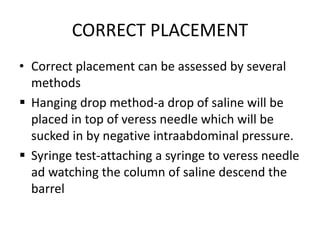 CORRECT PLACEMENT
• Correct placement can be assessed by several
methods
▪ Hanging drop method-a drop of saline will be
placed in top of veress needle which will be
sucked in by negative intraabdominal pressure.
▪ Syringe test-attaching a syringe to veress needle
ad watching the column of saline descend the
barrel